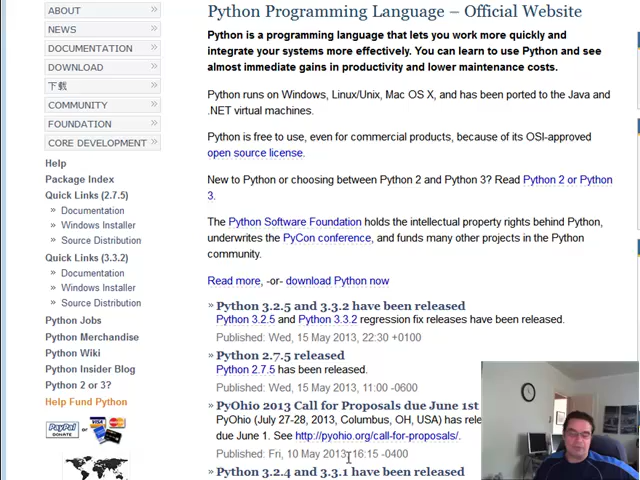 ABOUT
NEWS
DOCUMENTATION
DOWNLOAD
下载
COMMUNITY
FOUNDATION
CORE DEVELOPMENT
Help
Package Index
Quick Links (2.7.5)
» Documentation
» Windows Installer
» Source Distribution
Quick Links (3.3.2)
» Documentation
» Windows Installer
» Source Distribution
Python Jobs
Python Merchandise
Python Wiki
Python Insider Blog
Python 2 or 3?
Help Fund Python
PayPal
DONATE
or
VISA
Python Programming Language – Official Website
Python is a programming language that lets you work more quickly and
integrate your systems more effectively. You can learn to use Python and see
almost immediate gains in productivity and lower maintenance costs.
Python runs on Windows, Linux/Unix, Mac OS X, and has been ported to the Java and
.NET virtual machines.
Python is free to use, even for commercial products, because of its OSI-approved
open source license.
New to Python or choosing between Python 2 and Python 3? Read Python 2 or Python
3.
The Python Software Foundation holds the intellectual property rights behind Python,
underwrites the PyCon conference, and funds many other projects in the Python
community.
Read more, -or- download Python now
» Python 3.2.5 and 3.3.2 have been released
Python 3.2.5 and Python 3.3.2 regression fix releases have been released.
Published: Wed, 15 May 2013, 22:30 +0100
» Python 2.7.5 released
Python 2.7.5 has been released.
Published: Wed, 15 May 2013, 11:00 -0600
» PyOhio 2013 Call for Proposals due June 1st
PyOhio (July 27-28, 2013, Columbus, OH, USA) has
due June 1. See http://pyohio.org/call-for-proposals/.
Published: Fri, 10 May 2013, 16:15 -0400
» Python 3.2.4 and 3.3.1 have been released